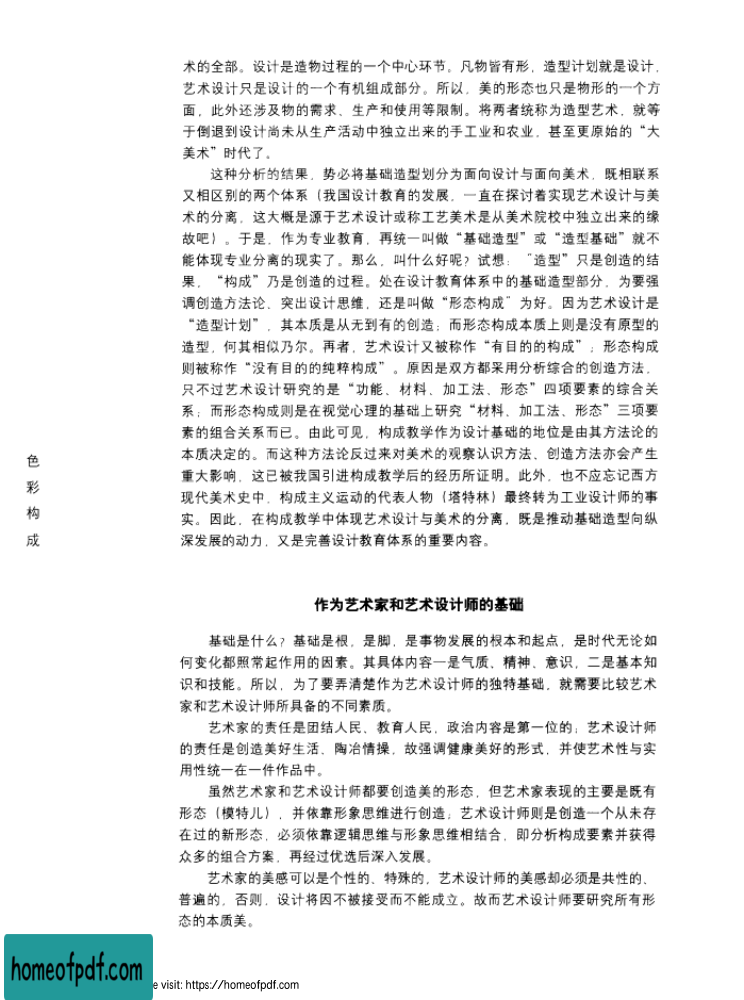 术的全部。设计是造物过程的一个中心环节。凡物皆有形，造型计划就是设计，
艺术设计只是设计的一个有机组成部分。所以，美的形态也只是物形的一个方
面，此外还涉及物的需求、生产和使用等限制。将两者统称为造型艺术，就等
于倒退到设计尚未从生产活动中独立出来的手工业和农业，甚至更原始的“大
美术”时代了。
这种分析的结果，势必将基础造型划分为面向设计与面向美术，既相联系
又相区别的两个体系（我国设计教育的发展，一直在探讨着实现艺术设计与美
术的分离，这大概是源于艺术设计或称工艺美术是从美术院校中独立出来的缘
故吧）。于是，作为专业教育，再统一叫做“基础造型”或“造型基础”就不
能体现专业分离的现实了。那么，叫什么好呢？试想：“造型”只是创造的结
果，“构成”乃是创造的过程。处在设计教育体系中的基础造型部分，为要强
调创造方法论，突出设计思维，还是叫做“形态构成”为好。因为艺术设计是
“造型计划”，其本质是从无到有的创造；而形态构成本质上则是没有原型的
造型，何其相似乃尔。再者，艺术设计又被称作“有目的的构成”；形态构成
则被称作“没有目的的纯粹构成”。原因是双方都采用分析综合的创造方法，
只不过艺术设计研究的是“功能、材料、加工法、形态”四项要素的综合关
系；而形态构成则是在视觉心理的基础上研究“材料、加工法、形态”三项要
素的组合关系而已。由此可见，构成教学作为设计基础的地位是由其方法论的
本质决定的。而这种方法论反过来对美术的观察认识方法、创造方法亦会产生
重大影响，这已被我国引进构成教学后的经历所证明。此外，也不应忘记西方
现代美术史中，构成主义运动的代表人物（塔特林）最终转为工业设计师的事
实。因此，在构成教学中体现艺术设计与美术的分离，既是推动基础造型向纵
深发展的动力，又是完善设计教育体系的重要内容。
色
彩
构
成
作为艺术家和艺术设计师的基础
基础是什么？基础是根，是脚，是事物发展的根本和起点，是时代无论如
何变化都照常起作用的因素。其具体内容一是气质、精神、意识，二是基本知
识和技能。所以，为了要弄清楚作为艺术设计师的独特基础，就需要比较艺术
家和艺术设计师所具备的不同素质。
艺术家的责任是团结人民、教育人民，政治内容是第一位的；艺术设计师
的责任是创造美好生活、陶冶情操，故强调健康美好的形式，并使艺术性与实
用性统一在一件作品中。
虽然艺术家和艺术设计师都要创造美的形态，但艺术家表现的主要是既有
形态（模特儿），并依靠形象思维进行创造；艺术设计师则是创造一个从未存
在过的新形态，必须依靠逻辑思维与形象思维相结合，即分析构成要素并获得
众多的组合方案，再经过优选后深入发展。
艺术家的美感可以是个性的、特殊的，艺术设计师的美感却必须是共性的、
普遍的，否则，设计将因不被接受而不能成立。故而艺术设计师要研究所有形
态的本质美。
homeofpdf.com
e visit: https://homeofpdf.com